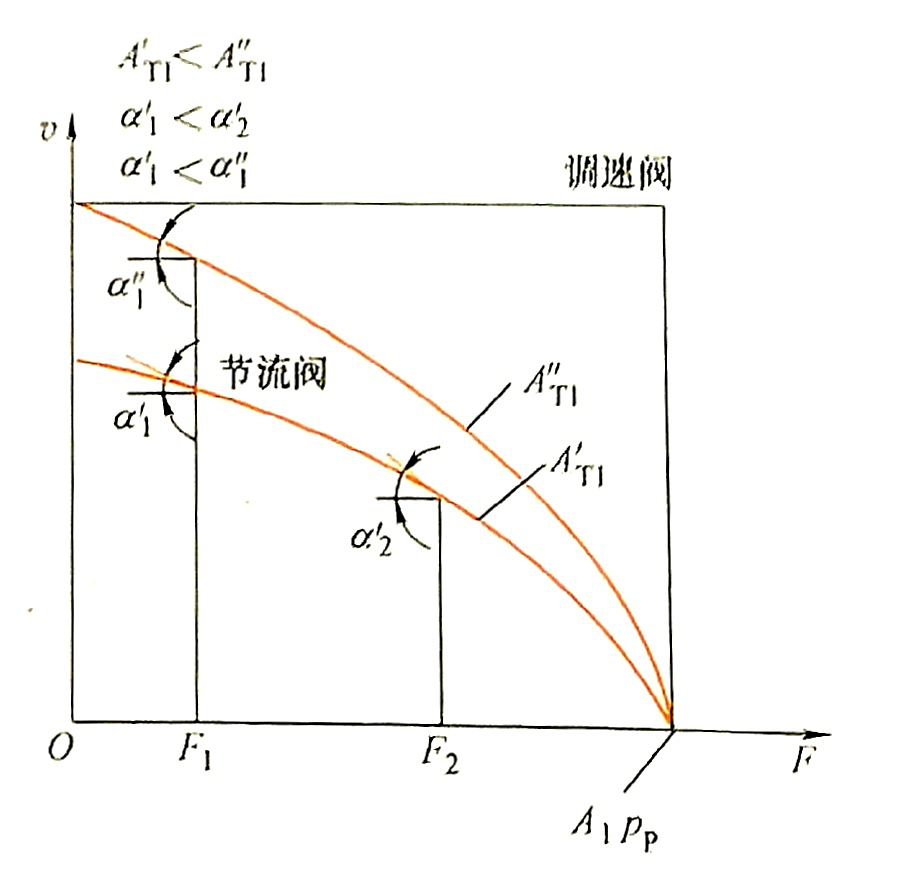 A′T1 < A″T1
α′1 < α′2
v
α′1 < α″1
调速阀
α″1
节流阀
A″T1
α′1
A′T1
α′2
O
F1
F2
F
A1 pP